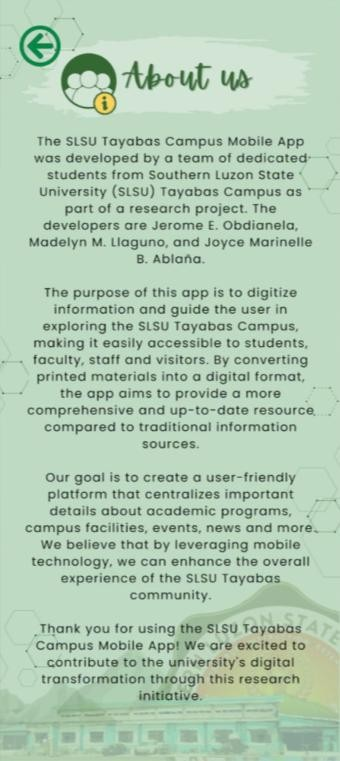 About us
i
The SLSU Tayabas Campus Mobile App
was developed by a team of dedicated
students from Southern Luzon State
University (SLSU) Tayabas Campus as
part of a research project. The
developers are Jerome E. Obdianela,
Madelyn M. Llaguno, and Joyce Marinelle
B. Ablaña.
The purpose of this app is to digitize
information and guide the user in
exploring the SLSU Tayabas Campus,
making it easily accessible to students,
faculty, staff and visitors. By converting
printed materials into a digital format,
the app aims to provide a more
comprehensive and up-to-date resource
compared to traditional information
sources.
Our goal is to create a user-friendly
platform that centralizes important
details about academic programs,
campus facilities, events, news and more.
We believe that by leveraging mobile
technology, we can enhance the overall
experience of the SLSU Tayabas
community.
Thank you for using the SLSU Tayabas
Campus Mobile App! We are excited to
contribute to the university's digital
transformation through this research
initiative.
ON STATE